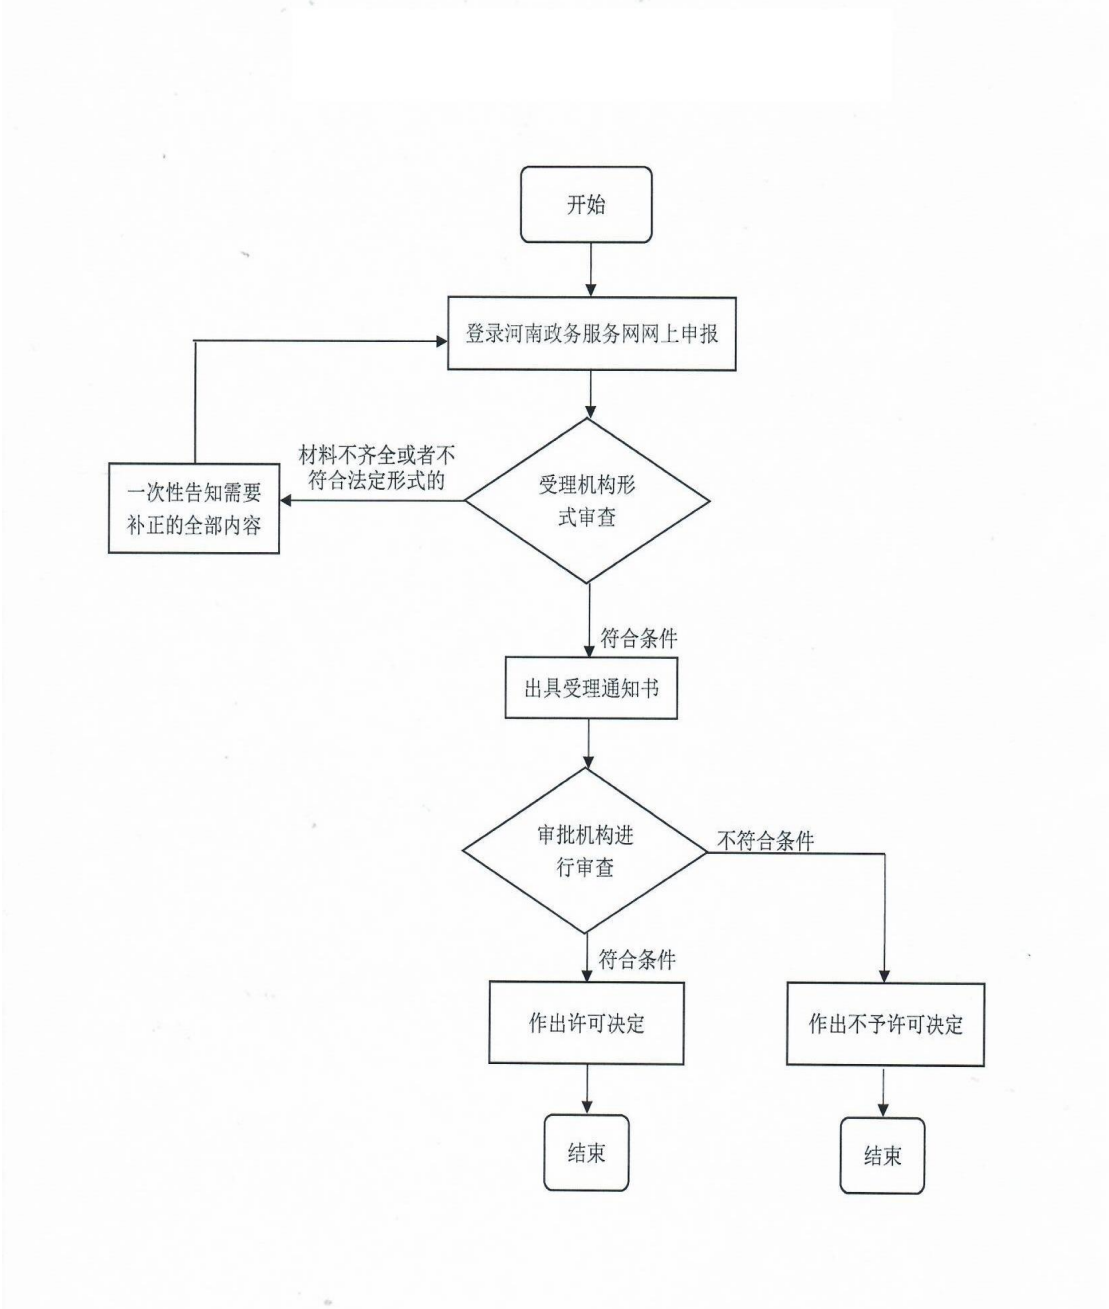 开始
登录河南政务服务网网上申报
材料不齐全或者不
符合法定形式的
受理机构形
式审查
一次性告知需要
补正的全部内容
符合条件
出具受理通知书
审批机构进
行审查
不符合条件
符合条件
作出许可决定
作出不予许可决定
结束
结束